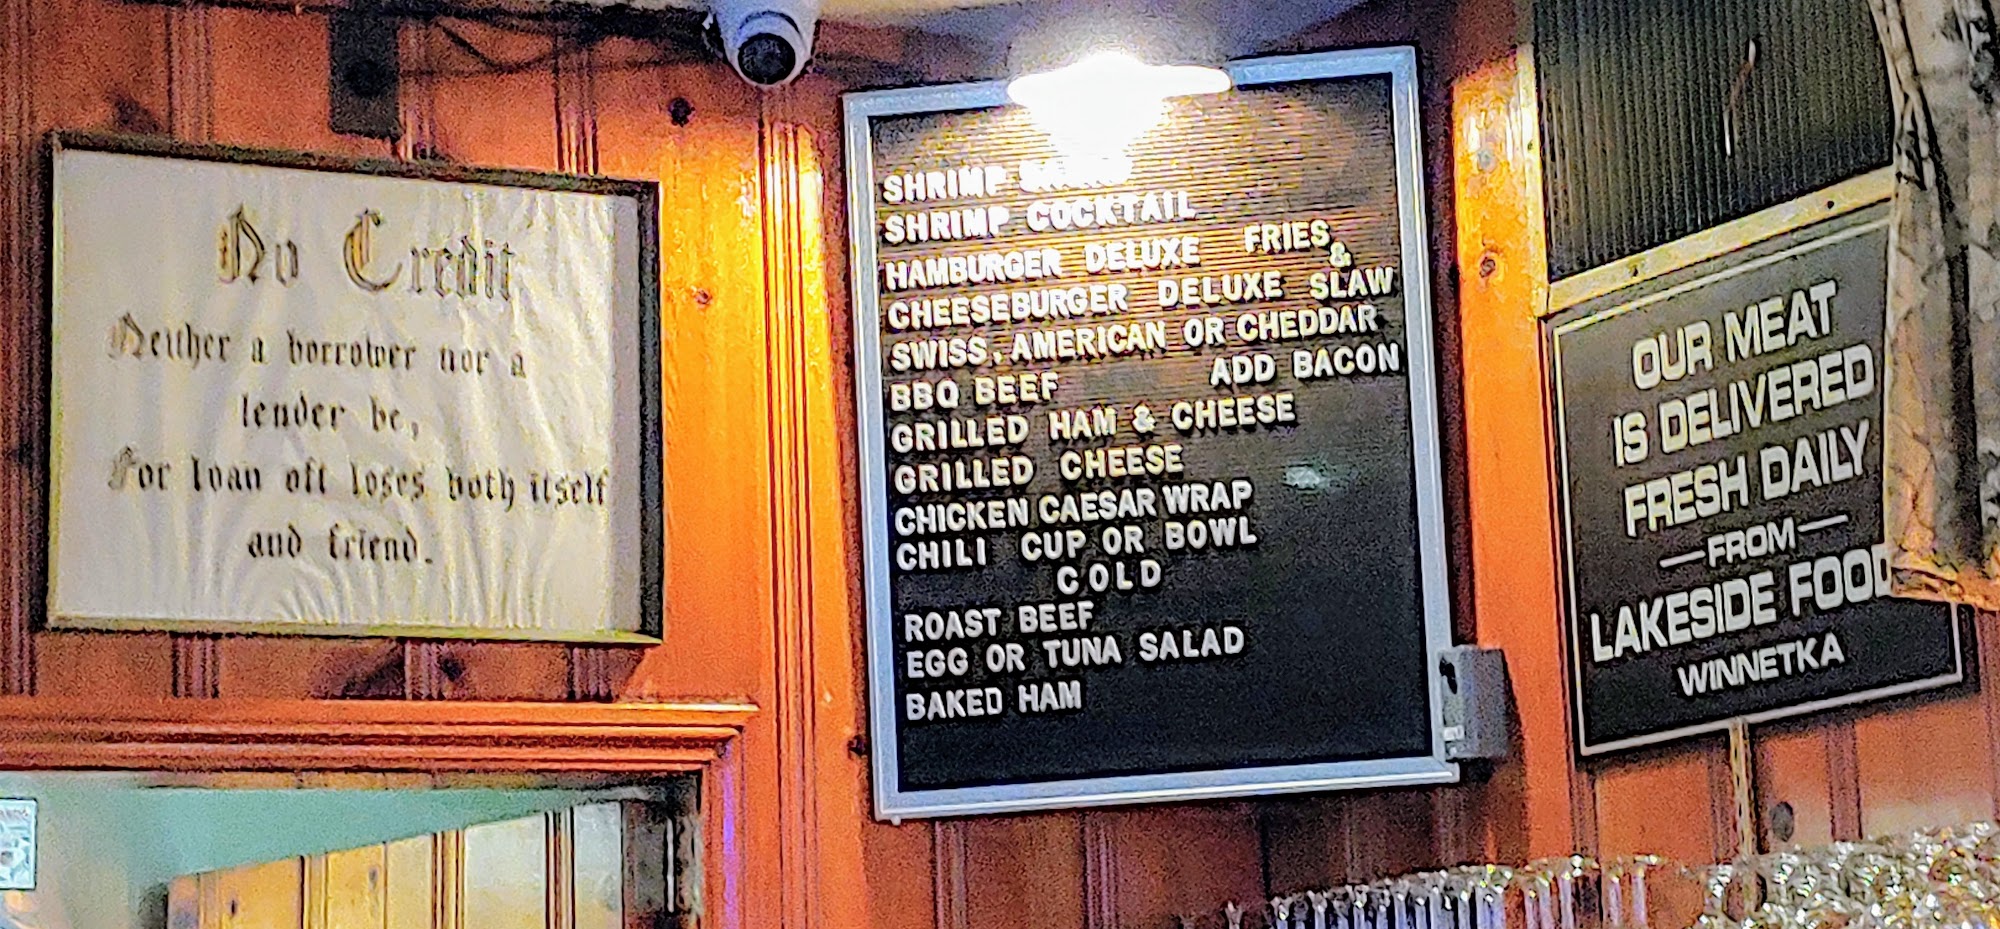 No Credit
Neither a borrower nor a
lender be,
For loan oft loses both itself
and friend.
SHRIMP
SHRIMP COCKTAIL
HAMBURGER DELUXE FRIES &
CHEESEBURGER DELUXE SLAW
SWISS, AMERICAN OR CHEDDAR
BBQ BEEF ADD BACON
GRILLED HAM & CHEESE
GRILLED CHEESE
CHICKEN CAESAR WRAP
CHILI CUP OR BOWL
COLD
ROAST BEEF
EGG OR TUNA SALAD
BAKED HAM
OUR MEAT
IS DELIVERED
FRESH DAILY
—FROM—
LAKESIDE FOOD
WINNETKA